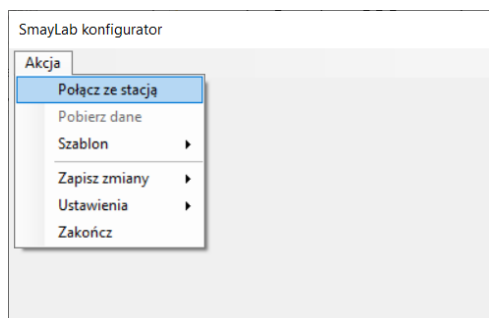 SmayLab konfigurator
Akcja
Połącz ze stacją
Pobierz dane
Szablon
Zapisz zmiany
Ustawienia
Zakończ